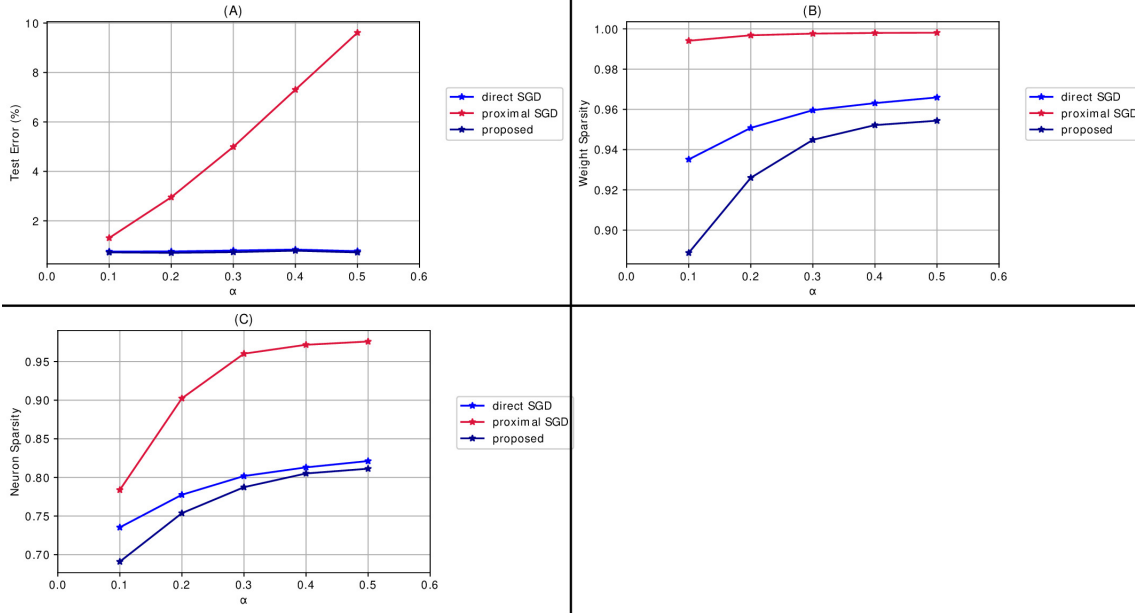 (A)
Test Error (%)
10
8
6
4
2
0.0 0.1 0.2 0.3 0.4 0.5 0.6
α
direct SGD
proximal SGD
proposed
(B)
Weight Sparsity
1.00
0.98
0.96
0.94
0.92
0.90
0.0 0.1 0.2 0.3 0.4 0.5 0.6
α
direct SGD
proximal SGD
proposed
(C)
Neuron Sparsity
0.95
0.90
0.85
0.80
0.75
0.70
0.0 0.1 0.2 0.3 0.4 0.5 0.6
α
direct SGD
proximal SGD
proposed